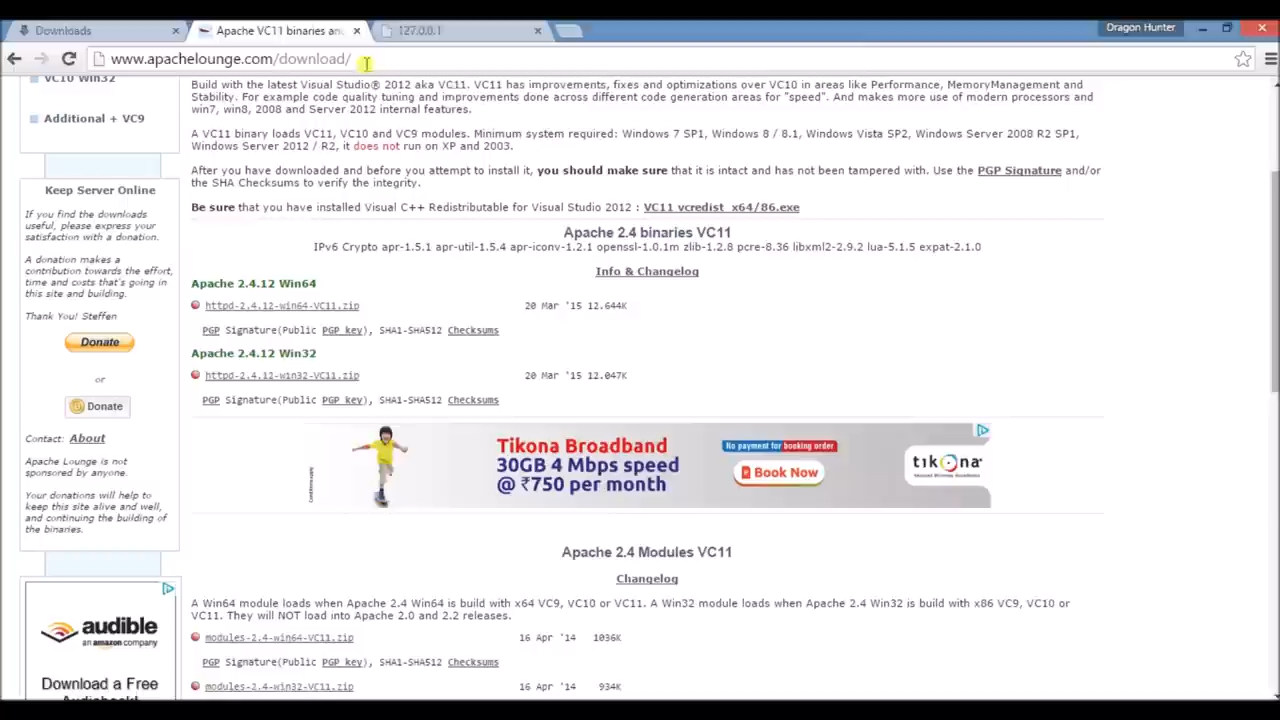 Downloads
Apache VC11 binaries an
127.0.0.1
Dragon Hunter
www.apachelounge.com/download/
VC10 Win32
Additional + VC9
Keep Server Online
If you find the downloads
useful, please express your
satisfaction with a donation.
A donation makes a
contribution towards the effort,
time and costs that's going in
this site and building.
Thank You! Steffen
Donate
or
Donate
Contact: About
Apache Lounge is not
sponsored by anyone.
Your donations will help to
keep this site alive and well,
and continuing the building of
the binaries.
audible
an amazon company
Download a Free
Build with the latest Visual Studio® 2012 aka VC11. VC11 has improvements, fixes and optimizations over VC10 in areas like Performance, MemoryManagement and
Stability. For example code quality tuning and improvements done across different code generation areas for "speed". And makes more use of modern processors and
win7, win8, 2008 and Server 2012 internal features.
A VC11 binary loads VC11, VC10 and VC9 modules. Minimum system required: Windows 7 SP1, Windows 8 / 8.1, Windows Vista SP2, Windows Server 2008 R2 SP1,
Windows Server 2012 / R2, it does not run on XP and 2003.
After you have downloaded and before you attempt to install it, you should make sure that it is intact and has not been tampered with. Use the PGP Signature and/or
the SHA Checksums to verify the integrity.
Be sure that you have installed Visual C++ Redistributable for Visual Studio 2012 : VC11 vcredist_x64/86.exe
Apache 2.4 binaries VC11
IPv6 Crypto apr-1.5.1 apr-util-1.5.4 apr-iconv-1.2.1 openssl-1.0.1m zlib-1.2.8 pcre-8.36 libxml2-2.9.2 lua-5.1.5 expat-2.1.0
Info & Changelog
Apache 2.4.12 Win64
httpd-2.4.12-win64-VC11.zip 20 Mar '15 12.644K
PGP Signature(Public PGP key), SHA1-SHA512 Checksums
Apache 2.4.12 Win32
httpd-2.4.12-win32-VC11.zip 20 Mar '15 12.047K
PGP Signature(Public PGP key), SHA1-SHA512 Checksums
Tikona Broadband
30GB 4 Mbps speed
@ ₹750 per month
No payment for booking order
Book Now
tikona
Apache 2.4 Modules VC11
Changelog
A Win64 module loads when Apache 2.4 Win64 is build with x64 VC9, VC10 or VC11. A Win32 module loads when Apache 2.4 Win32 is build with x86 VC9, VC10 or
VC11. They will NOT load into Apache 2.0 and 2.2 releases.
modules-2.4-win64-VC11.zip 16 Apr '14 1036K
PGP Signature(Public PGP key), SHA1-SHA512 Checksums
modules-2.4-win32-VC11.zip 16 Apr '14 934K